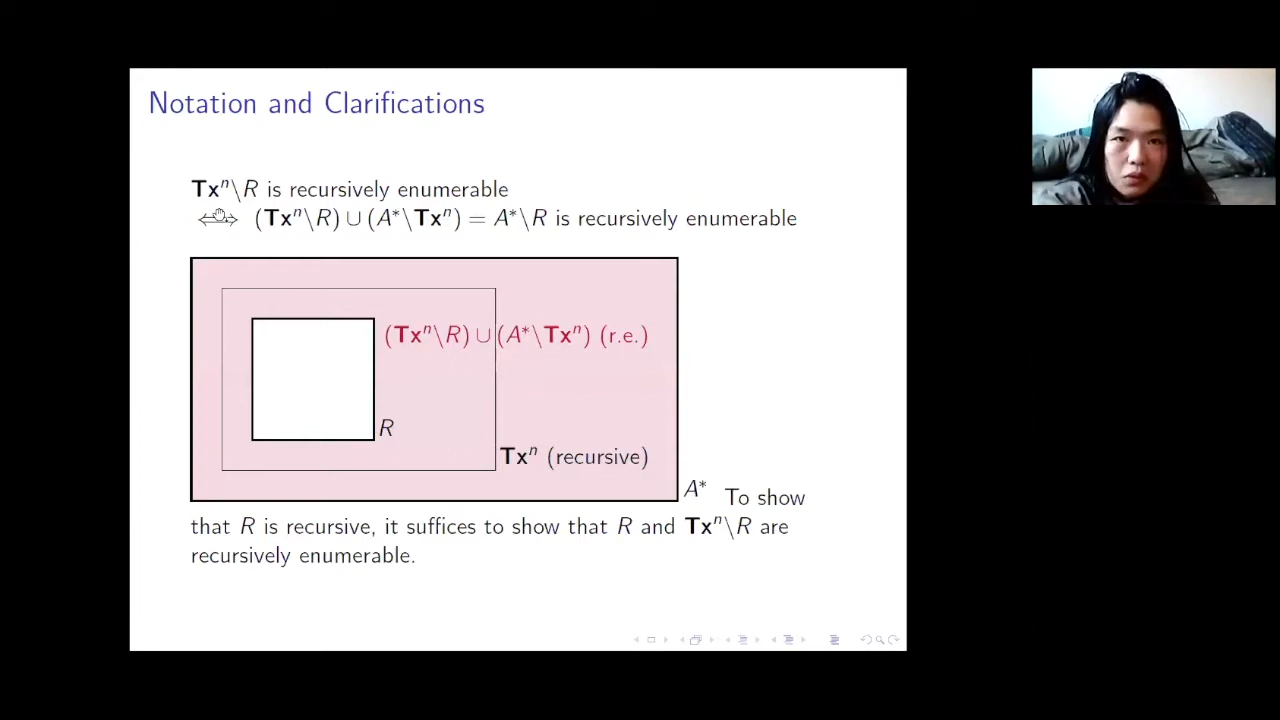 Notation and Clarifications
Txⁿ\R is recursively enumerable
⟺ (Txⁿ\R) ∪ (A*\Txⁿ) = A*\R is recursively enumerable
(Txⁿ\R) ∪ (A*\Txⁿ) (r.e.)
R
Txⁿ (recursive)
A* To show
that R is recursive, it suffices to show that R and Txⁿ\R are
recursively enumerable.